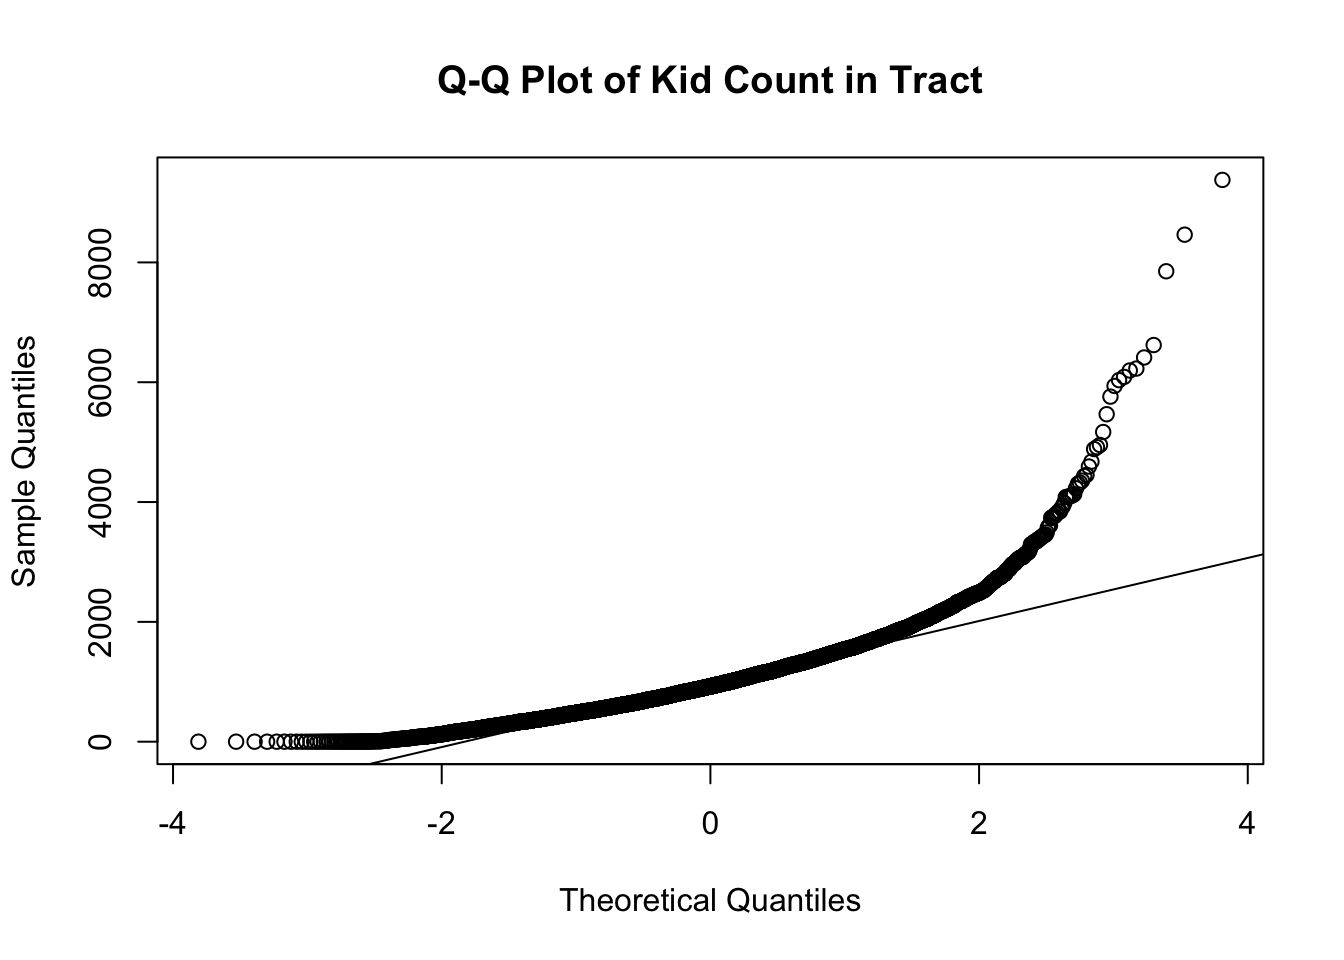 Q-Q Plot of Kid Count in Tract
Sample Quantiles
8000
6000
4000
2000
0
-4 -2 0 2 4
Theoretical Quantiles